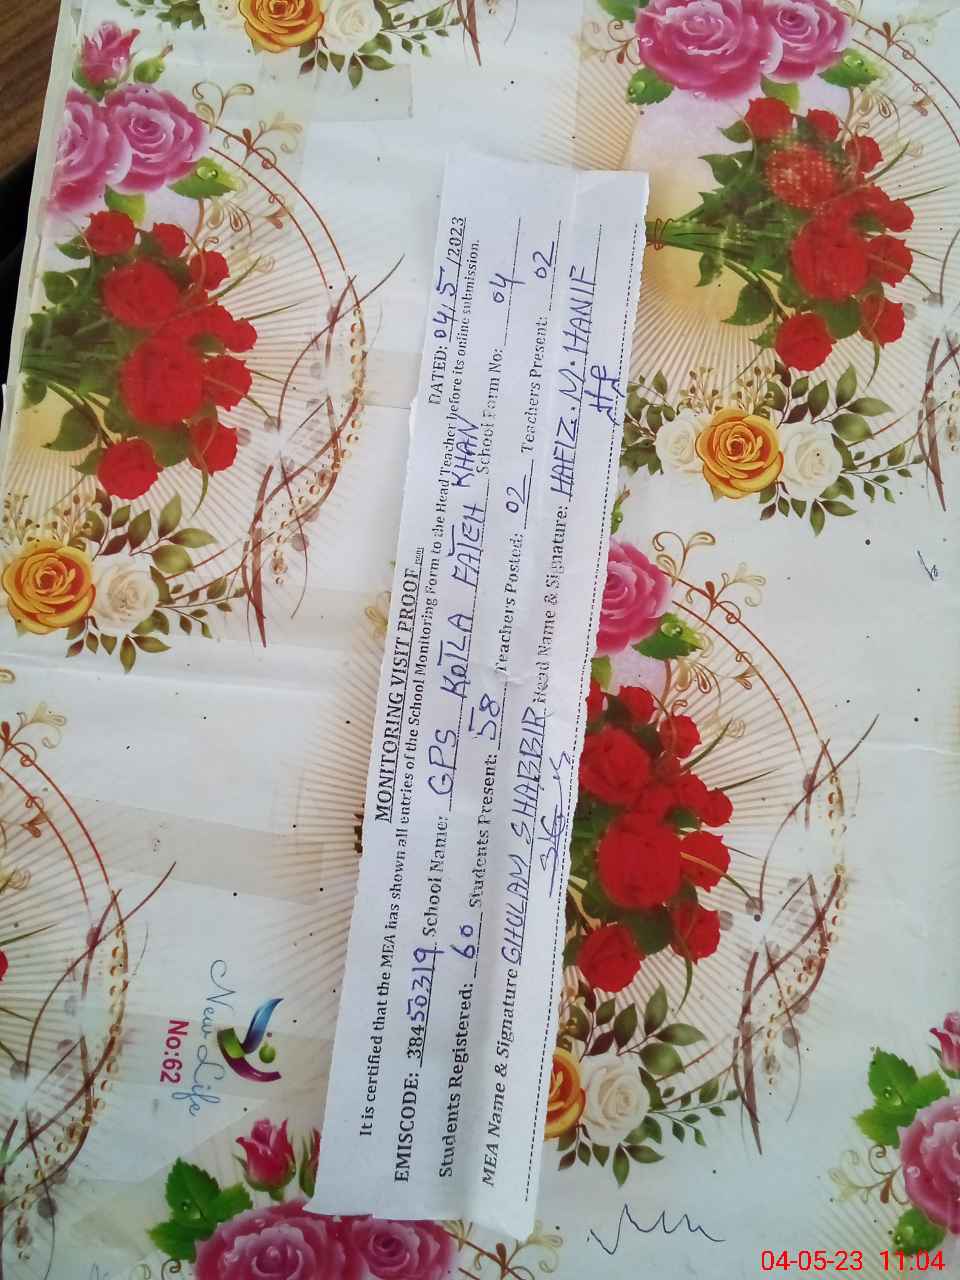 MONITORING VISIT PROOF DATED: 04/5/2023
It is certified that the MEA has shown all entries of the School Monitoring Form to the Head Teacher before its online submission.
EMISCODE: 38450319 School Name: GPS KOTLA FATEH KHAN School Form No: 04
Students Registered: 60 Students Present: 58 Teachers Posted: 02 Teachers Present: 02
MEA Name & Signature GHULAM SHABBIR Head Name & Signature: HAFIZ. M. HANIF
New Life
No:62
04-05-23 11:04